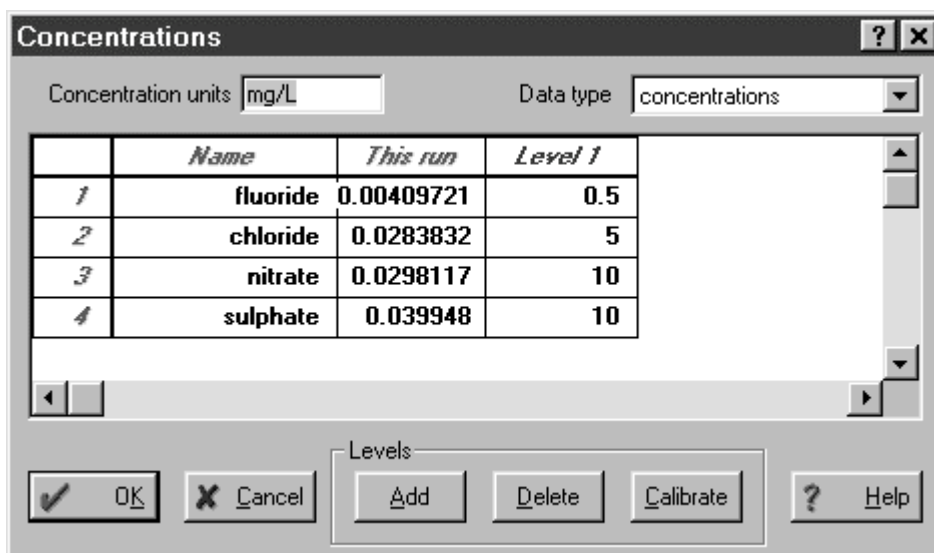 Concentrations
Concentration units mg/L Data type concentrations
Name This run Level 1
1 fluoride 0.00409721 0.5
2 chloride 0.0283832 5
3 nitrate 0.0298117 10
4 sulphate 0.039948 10
Levels
OK Cancel Add Delete Calibrate ? Help